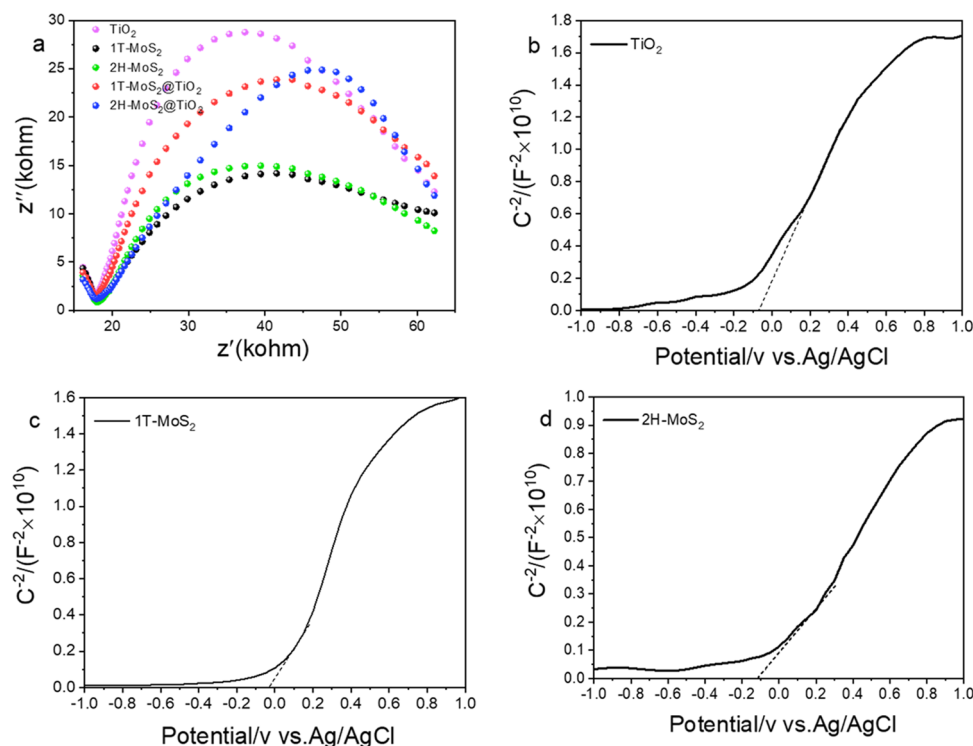 a
TiO₂
1T-MoS₂
2H-MoS₂
1T-MoS₂@TiO₂
2H-MoS₂@TiO₂
30
25
20
15
10
5
0
z''(kohm)
20 30 40 50 60
z'(kohm)
b
TiO₂
2.0
1.6
1.2
0.8
0.4
0.0
C⁻²/(F⁻²×10¹⁰)
-1.0 -0.8 -0.6 -0.4 -0.2 0.0 0.2 0.4 0.6 0.8 1.0
Potential/v vs.Ag/AgCl
c
1T-MoS₂
1.6
1.4
1.2
1.0
0.8
0.6
0.4
0.2
0.0
C⁻²/(F⁻²×10¹⁰)
-1.0 -0.8 -0.6 -0.4 -0.2 0.0 0.2 0.4 0.6 0.8 1.0
Potential/v vs.Ag/AgCl
d
2H-MoS₂
1.0
0.9
0.8
0.7
0.6
0.5
0.4
0.3
0.2
0.1
0.0
C⁻²/(F⁻²×10¹⁰)
-1.0 -0.8 -0.6 -0.4 -0.2 0.0 0.2 0.4 0.6 0.8 1.0
Potential/v vs.Ag/AgCl